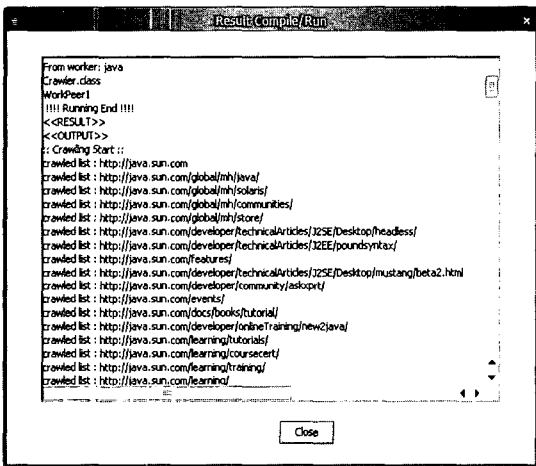 Result:Compile/Run
From worker: java
Crawler.class
WorkPeer1
!!!! Running End !!!!
<<RESULT>>
<<OUTPUT>>
:: Crawling Start ::
crawled list : http://java.sun.com
crawled list : http://java.sun.com/global/mh/java/
crawled list : http://java.sun.com/global/mh/solaris/
crawled list : http://java.sun.com/global/mh/communities/
crawled list : http://java.sun.com/global/mh/store/
crawled list : http://java.sun.com/developer/technicalArticles/J2SE/Desktop/headless/
crawled list : http://java.sun.com/developer/technicalArticles/J2EE/poundsyntax/
crawled list : http://java.sun.com/features/
crawled list : http://java.sun.com/developer/technicalArticles/J2SE/Desktop/mustang/beta2.html
crawled list : http://java.sun.com/developer/community/askxprt/
crawled list : http://java.sun.com/events/
crawled list : http://java.sun.com/docs/books/tutorial/
crawled list : http://java.sun.com/developer/onlineTraining/new2java/
crawled list : http://java.sun.com/learning/tutorials/
crawled list : http://java.sun.com/learning/coursecert/
crawled list : http://java.sun.com/learning/training/
crawled list : http://java.sun.com/learning/
Close